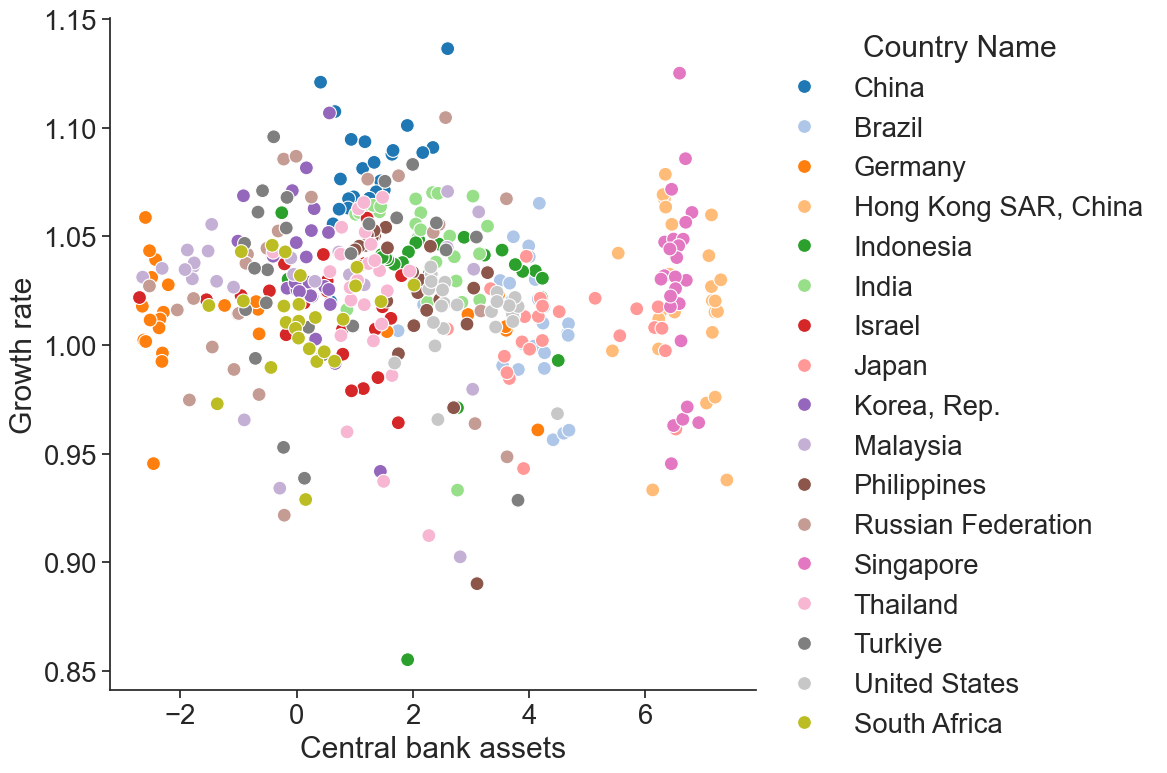 1.15
1.10
1.05
1.00
0.95
0.90
0.85
Growth rate
−2
0
2
4
6
Central bank assets
Country Name
China
Brazil
Germany
Hong Kong SAR, China
Indonesia
India
Israel
Japan
Korea, Rep.
Malaysia
Philippines
Russian Federation
Singapore
Thailand
Turkiye
United States
South Africa